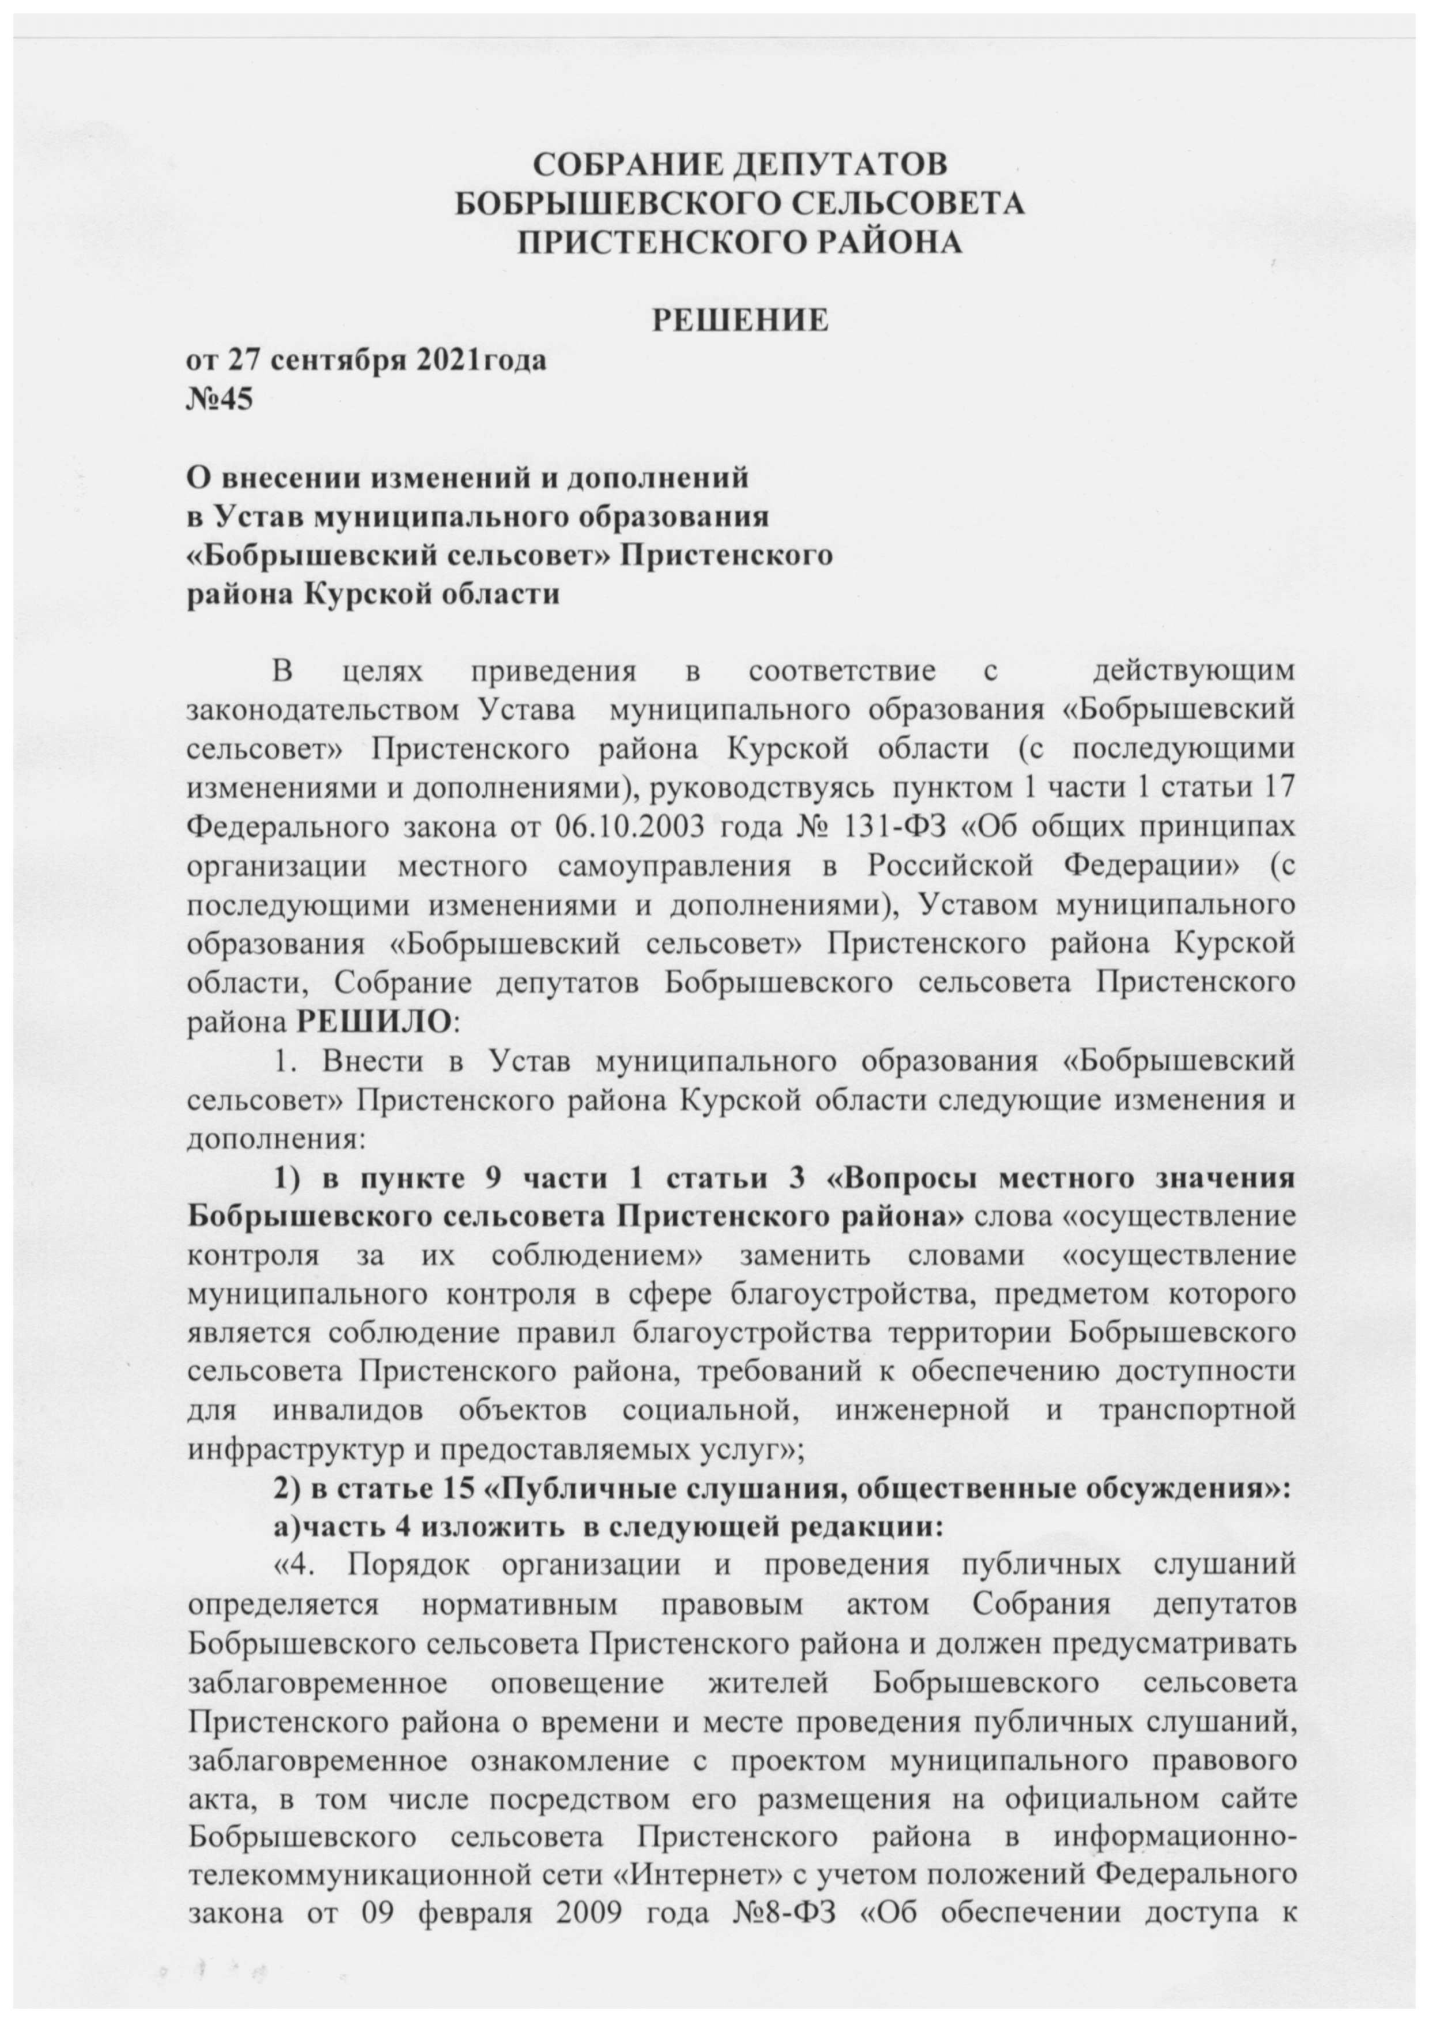 СОБРАНИЕ ДЕПУТАТОВ
БОБРЫШЕВСКОГО СЕЛЬСОВЕТА
ПРИСТЕНСКОГО РАЙОНА
РЕШЕНИЕ
от 27 сентября 2021года
№45
О внесении изменений и дополнений
в Устав муниципального образования
«Бобрышевский сельсовет» Пристенского
района Курской области
В целях приведения в соответствие с действующим
законодательством Устава муниципального образования «Бобрышевский
сельсовет» Пристенского района Курской области (с последующими
изменениями и дополнениями), руководствуясь пунктом 1 части 1 статьи 17
Федерального закона от 06.10.2003 года № 131-ФЗ «Об общих принципах
организации местного самоуправления в Российской Федерации» (с
последующими изменениями и дополнениями), Уставом муниципального
образования «Бобрышевский сельсовет» Пристенского района Курской
области, Собрание депутатов Бобрышевского сельсовета Пристенского
района РЕШИЛО:
1. Внести в Устав муниципального образования «Бобрышевский
сельсовет» Пристенского района Курской области следующие изменения и
дополнения:
1) в пункте 9 части 1 статьи 3 «Вопросы местного значения
Бобрышевского сельсовета Пристенского района» слова «осуществление
контроля за их соблюдением» заменить словами «осуществление
муниципального контроля в сфере благоустройства, предметом которого
является соблюдение правил благоустройства территории Бобрышевского
сельсовета Пристенского района, требований к обеспечению доступности
для инвалидов объектов социальной, инженерной и транспортной
инфраструктур и предоставляемых услуг»;
2) в статье 15 «Публичные слушания, общественные обсуждения»:
а)часть 4 изложить в следующей редакции:
«4. Порядок организации и проведения публичных слушаний
определяется нормативным правовым актом Собрания депутатов
Бобрышевского сельсовета Пристенского района и должен предусматривать
заблаговременное оповещение жителей Бобрышевского сельсовета
Пристенского района о времени и месте проведения публичных слушаний,
заблаговременное ознакомление с проектом муниципального правового
акта, в том числе посредством его размещения на официальном сайте
Бобрышевского сельсовета Пристенского района в информационно-
телекоммуникационной сети «Интернет» с учетом положений Федерального
закона от 09 февраля 2009 года №8-ФЗ «Об обеспечении доступа к